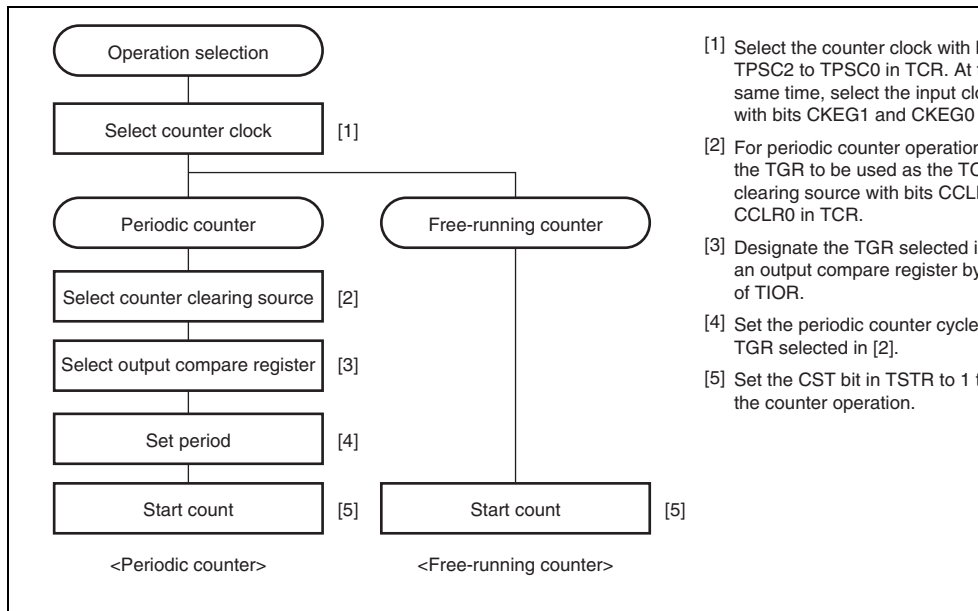 Operation selection
Select counter clock [1]
Periodic counter
Free-running counter
Select counter clearing source [2]
Select output compare register [3]
Set period [4]
Start count [5]
Start count [5]
<Periodic counter>
<Free-running counter>
[1] Select the counter clock with
TPSC2 to TPSC0 in TCR. At
same time, select the input
with bits CKEG1 and CKEG0
[2] For periodic counter
the TGR to be used as the
clearing source with bits
CCLR0 in TCR.
[3] Designate the TGR selected
an output compare register by
of TIOR.
[4] Set the periodic counter cycle
TGR selected in [2].
[5] Set the CST bit in TSTR to 1
the counter operation.